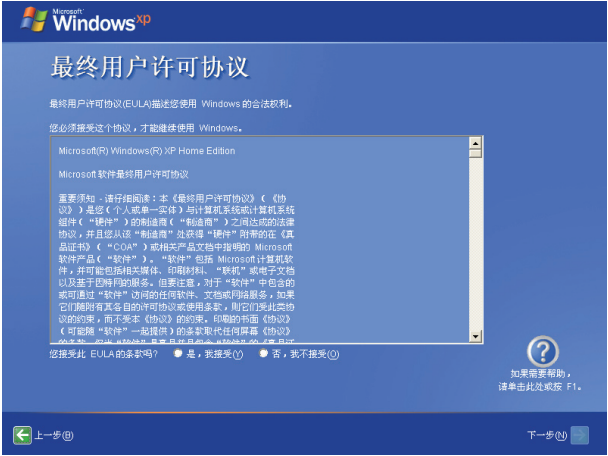 Microsoft
Windows xp
最终用户许可协议
最终用户许可协议(EULA)描述您使用 Windows 的合法权利。
您必须接受这个协议，才能继续使用 Windows。
Microsoft(R) Windows(R) XP Home Edition
Microsoft 软件最终用户许可协议
重要须知 - 请仔细阅读：本《最终用户许可协议》（《协
议》）是您（个人或单一实体）与计算机系统或计算机系统
组件（“硬件”）的制造商（“制造商”）之间达成的法律
协议，并且您从该“制造商”处获得“硬件”附带的在《真
品证书》（“COA”）或相关产品文档中指明的 Microsoft
软件产品（“软件”）。“软件”包括 Microsoft 计算机软
件，并可能包括相关媒体、印刷材料、“联机”或电子文档
以及基于因特网的服务。但要注意，对于“软件”中包含的
或可通过“软件”访问的任何软件、文档或网络服务，如果
它们随附有其各自的许可协议或使用条款，则它们受此类协
议的约束，而不受本《协议》的约束。印刷的书面《协议》
（可能随“软件”一起提供）的条款取代任何屏幕《协议》
您接受此 EULA 的条款吗?
是，我接受(Y)
否，我不接受(O)
如果需要帮助，
请单击此处或按 F1。
上一步(B)
下一步(N)